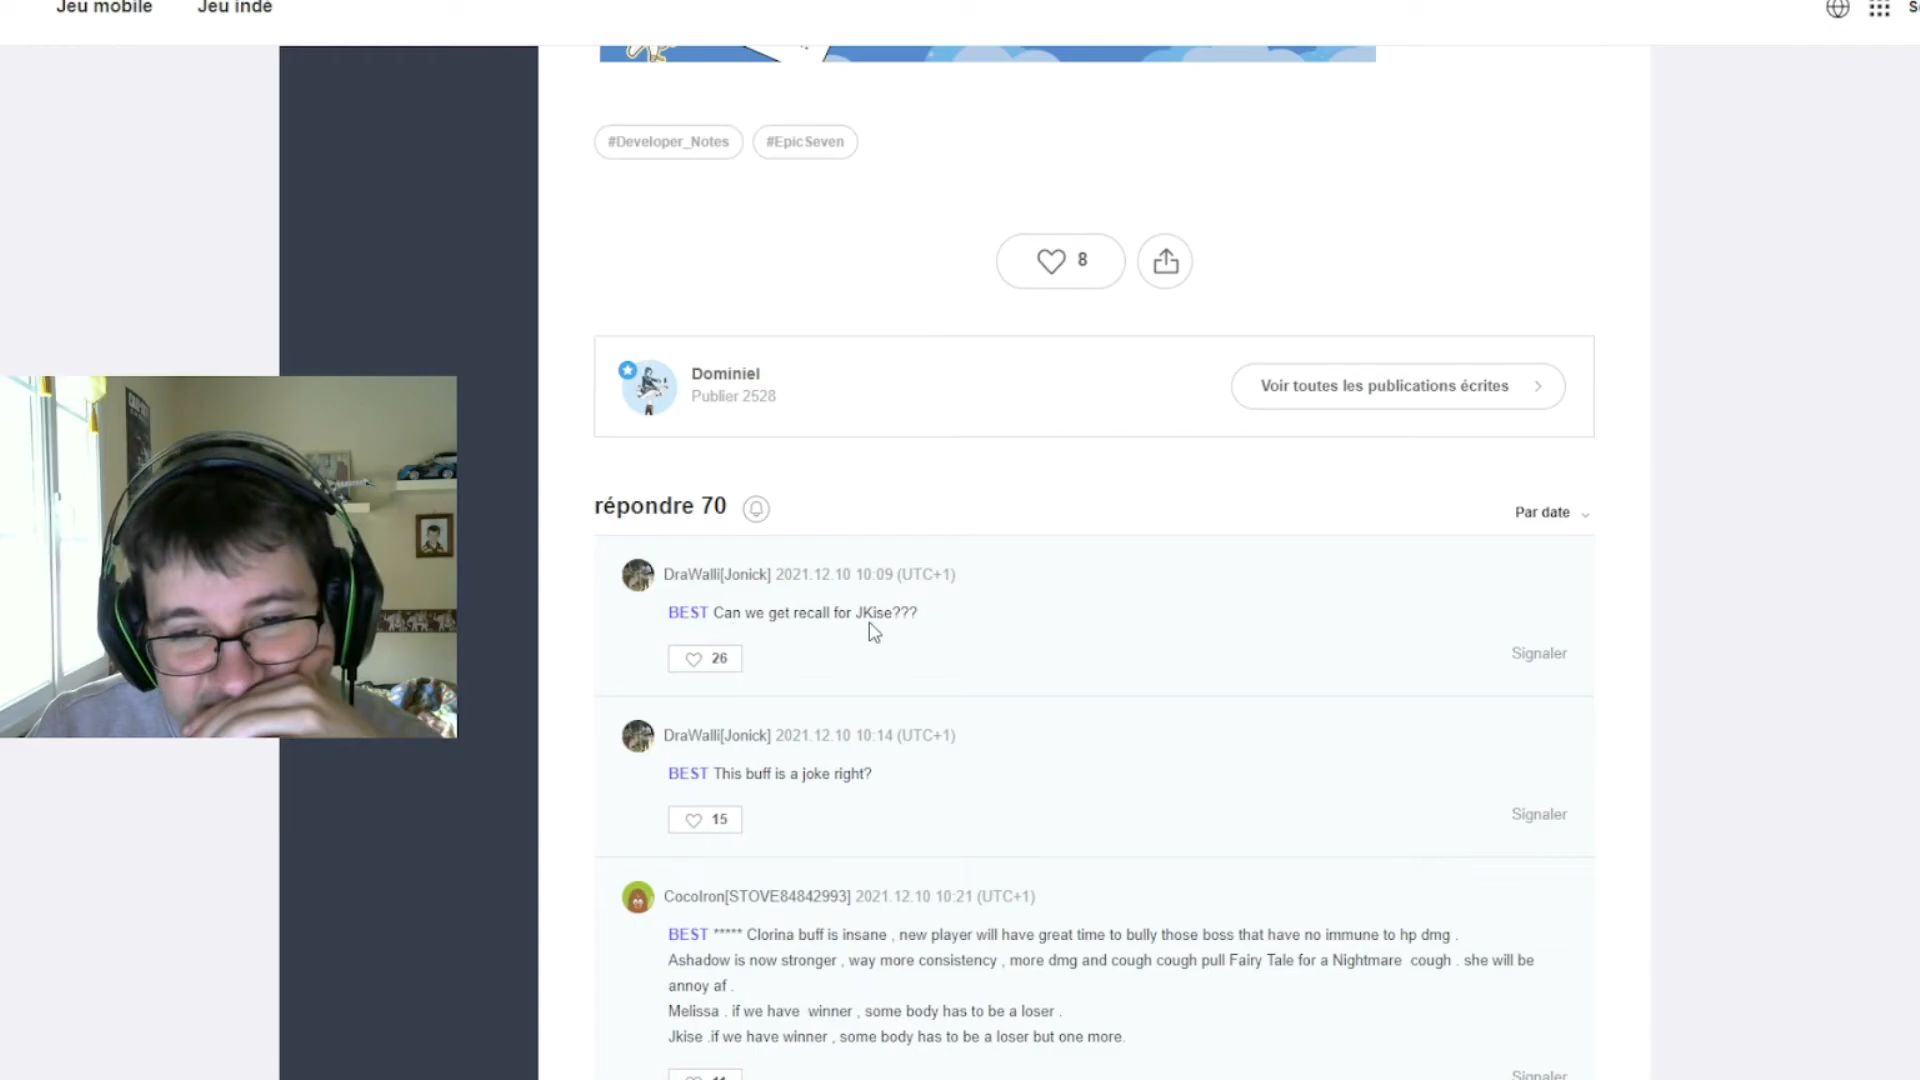 Jeu mobile
Jeu indé
#Developer_Notes
#EpicSeven
8
Dominiel
Publier 2528
Voir toutes les publications écrites
répondre 70
Par date
DraWalli[Jonick] 2021.12.10 10:09 (UTC+1)
BEST Can we get recall for JKise???
26
Signaler
DraWalli[Jonick] 2021.12.10 10:14 (UTC+1)
BEST This buff is a joke right?
15
Signaler
CocoIron[STOVE84842993] 2021.12.10 10:21 (UTC+1)
BEST ***** Clorina buff is insane , new player will have great time to bully those boss that have no immune to hp dmg .
Ashadow is now stronger , way more consistency , more dmg and cough cough pull Fairy Tale for a Nightmare cough . she will be
annoy af .
Melissa . if we have winner , some body has to be a loser .
Jkise .if we have winner , some body has to be a loser but one more.
11
Signaler